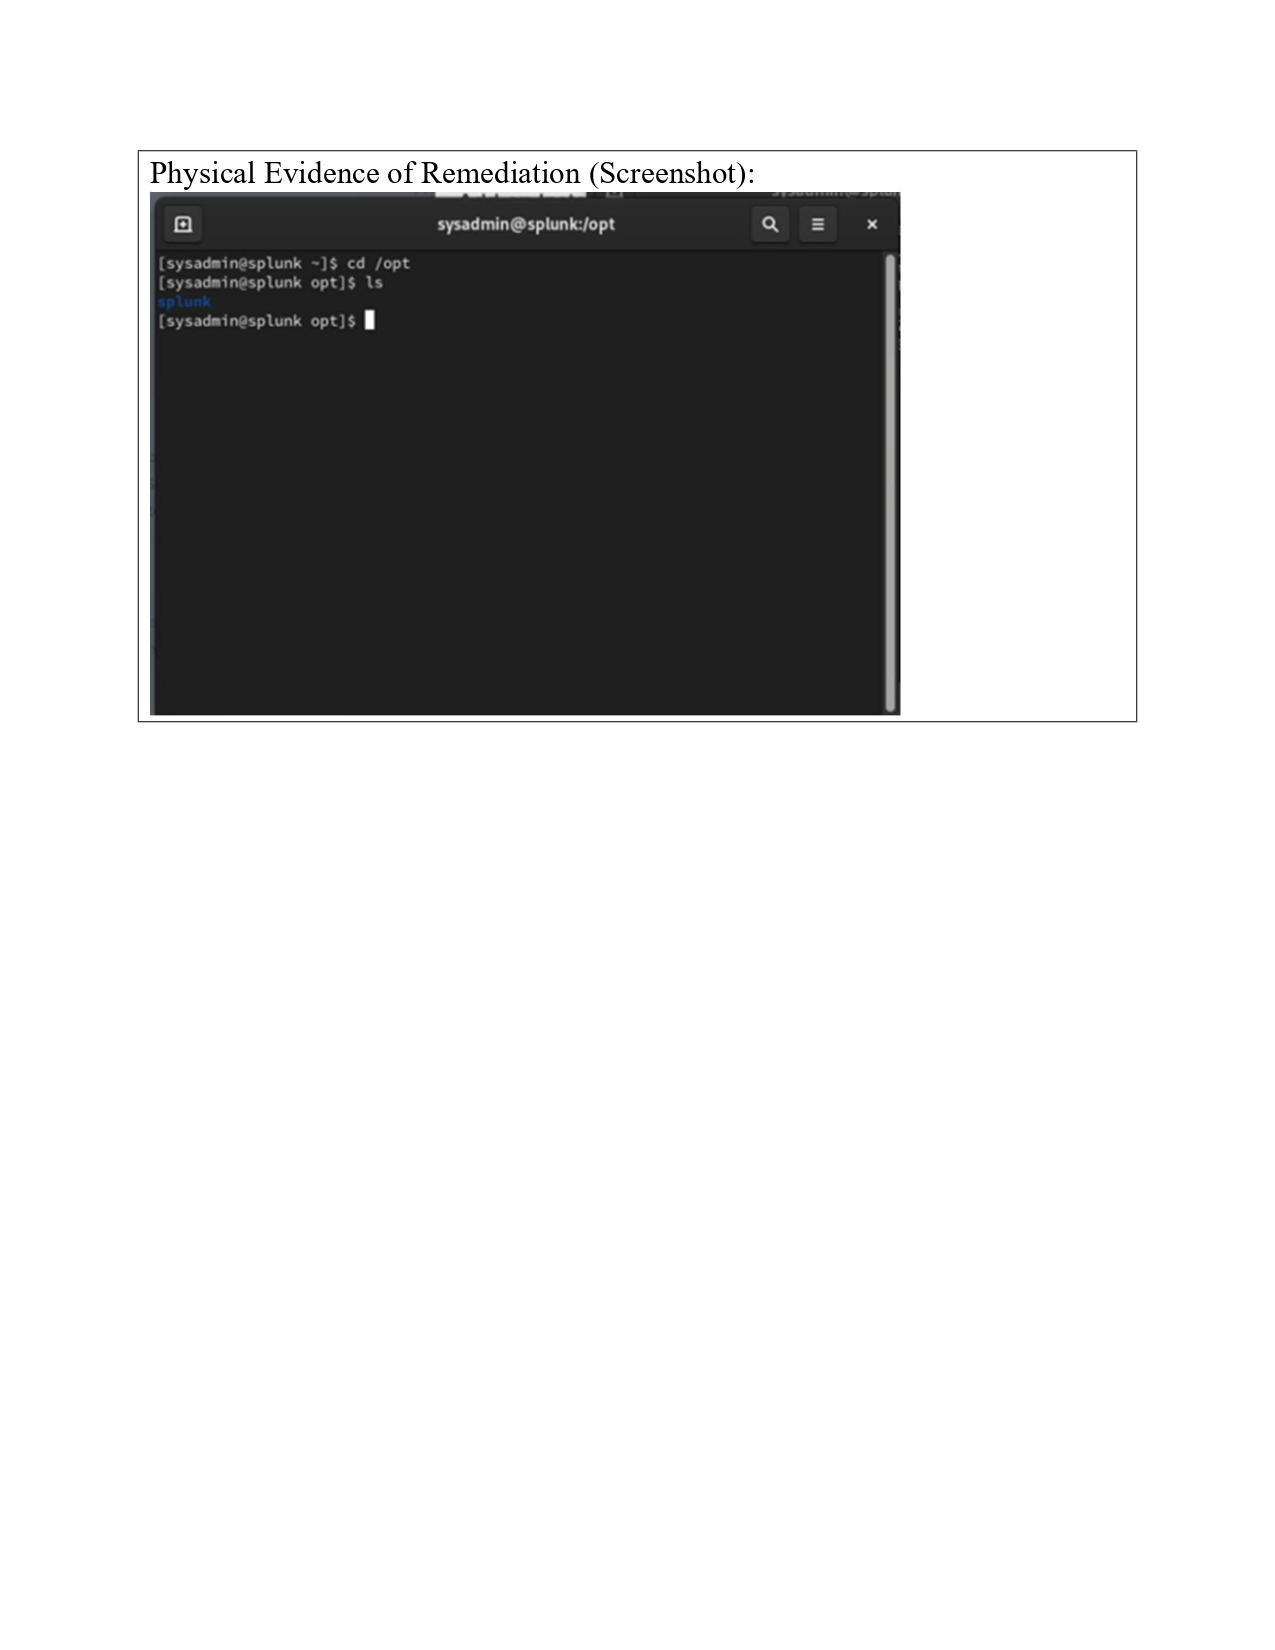 Physical Evidence of Remediation (Screenshot):
sysadmin@splunk:/opt
[sysadmin@splunk ~]$ cd /opt
[sysadmin@splunk opt]$ ls
splunk
[sysadmin@splunk opt]$